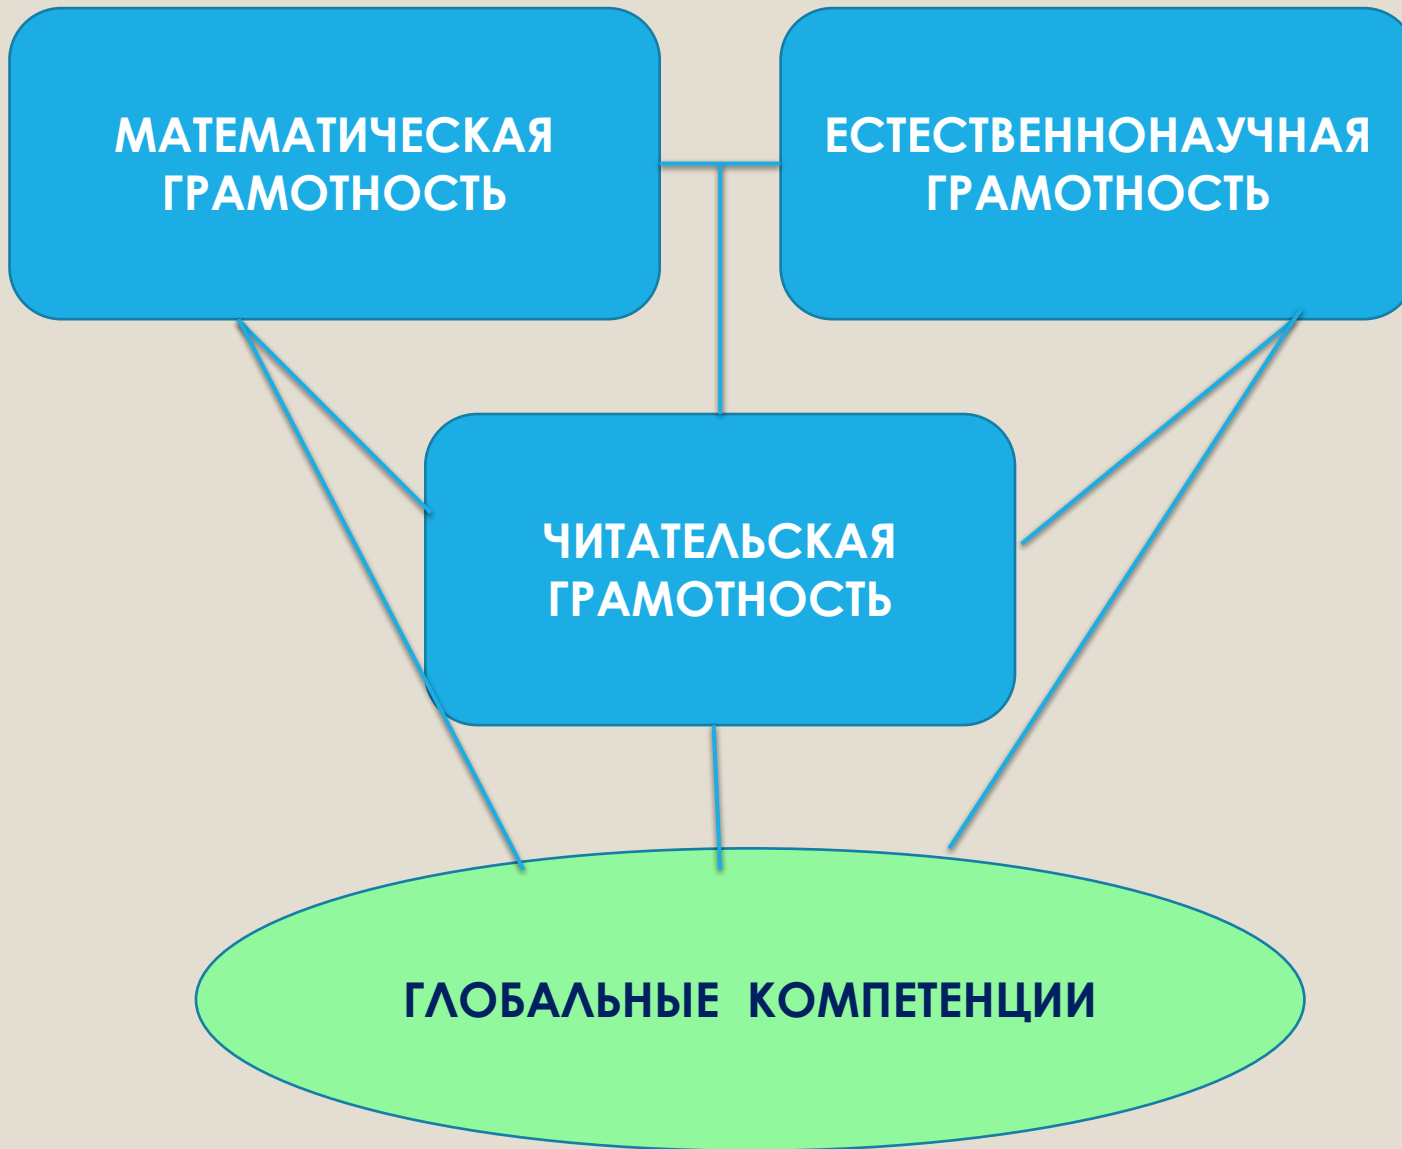 МАТЕМАТИЧЕСКАЯ
ГРАМОТНОСТЬ
ЕСТЕСТВЕННОНАУЧНАЯ
ГРАМОТНОСТЬ
ЧИТАТЕЛЬСКАЯ
ГРАМОТНОСТЬ
ГЛОБАЛЬНЫЕ КОМПЕТЕНЦИИ